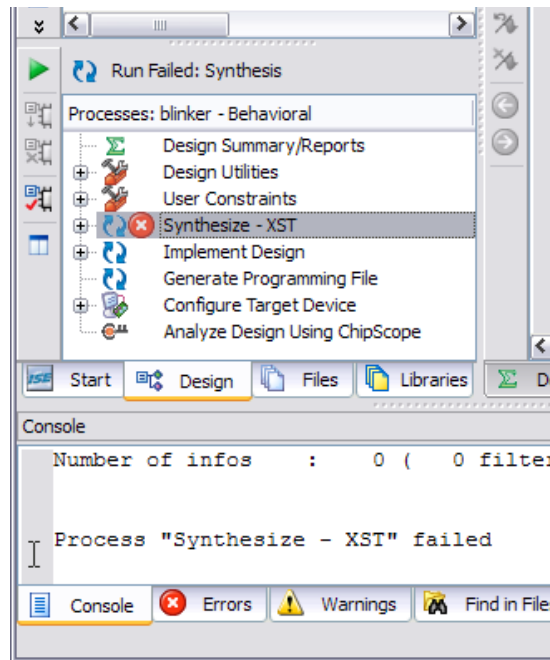 Run Failed: Synthesis
Processes: blinker - Behavioral
Design Summary/Reports
Design Utilities
User Constraints
Synthesize - XST
Implement Design
Generate Programming File
Configure Target Device
Analyze Design Using ChipScope
ISE Start Design Files Libraries Σ D
Console
Number of infos : 0 ( 0 filter
Process "Synthesize - XST" failed
Console Errors Warnings Find in File